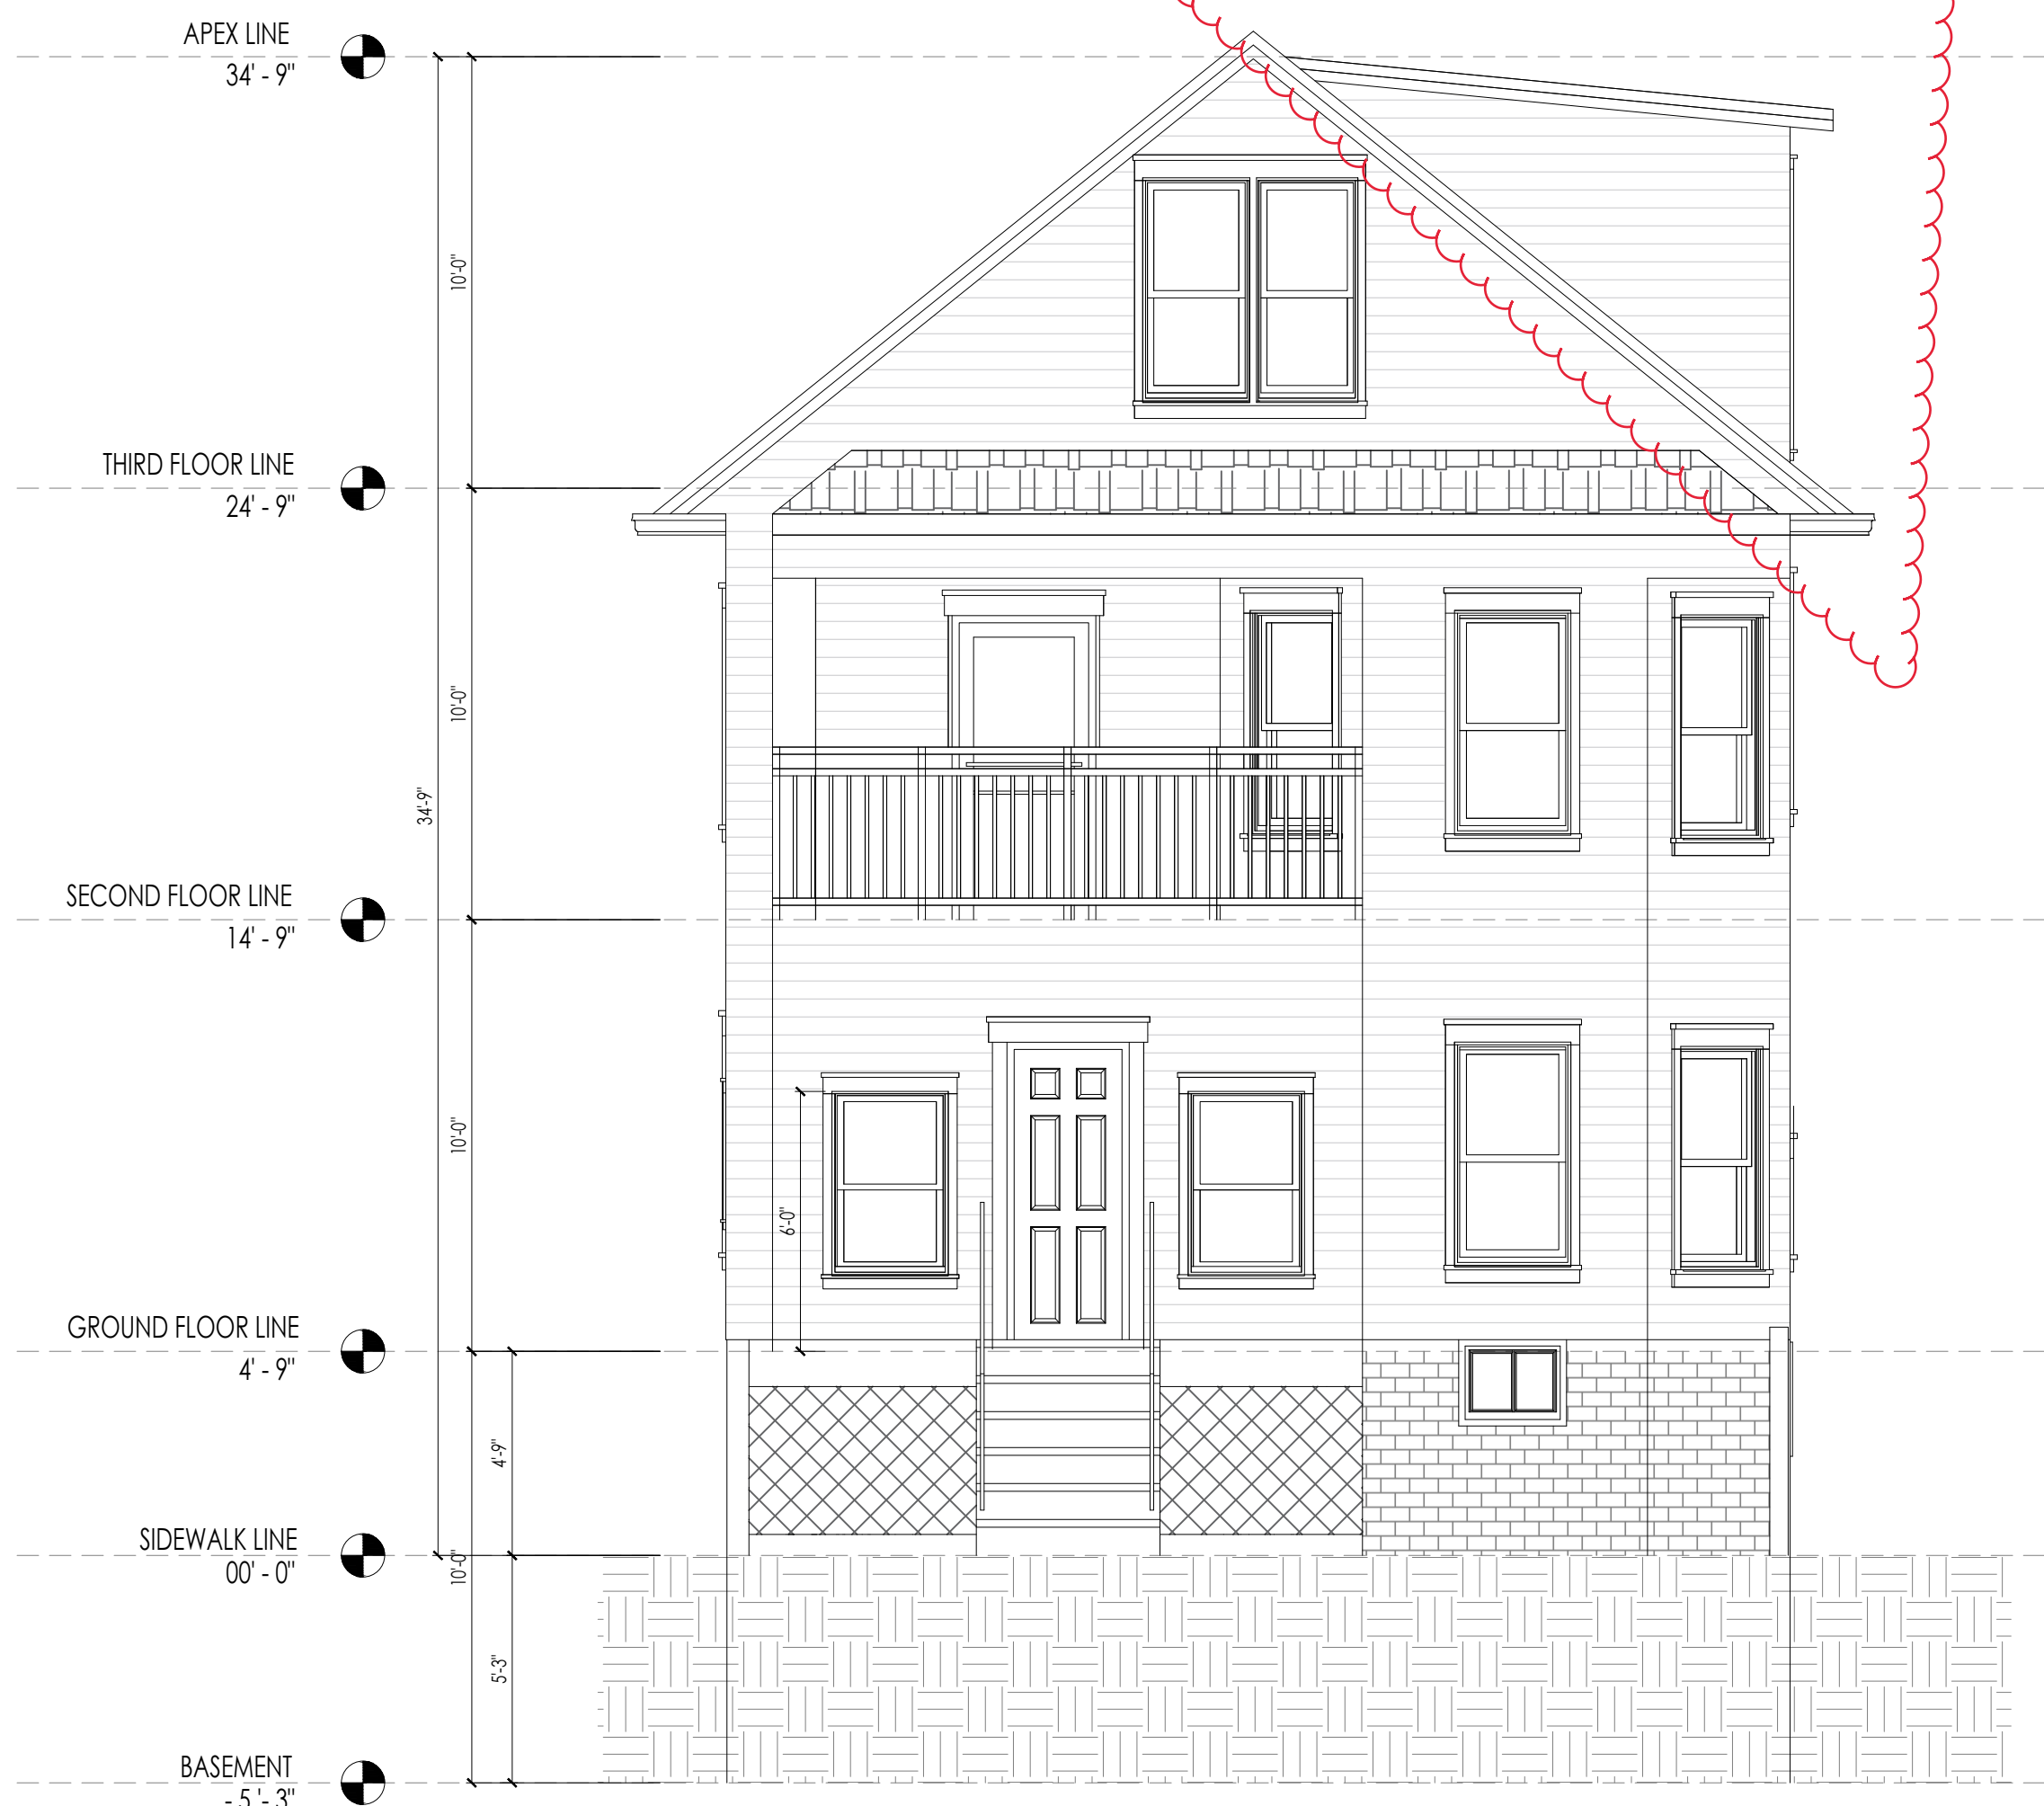 APEX LINE
34' - 9"
10'-0"
THIRD FLOOR LINE
24' - 9"
10'-0"
34'-9"
SECOND FLOOR LINE
14' - 9"
10'-0"
6'-0"
GROUND FLOOR LINE
4' - 9"
4'-9"
SIDEWALK LINE
00' - 0"
10'-0"
5'-3"
BASEMENT
- 5 '- 3"